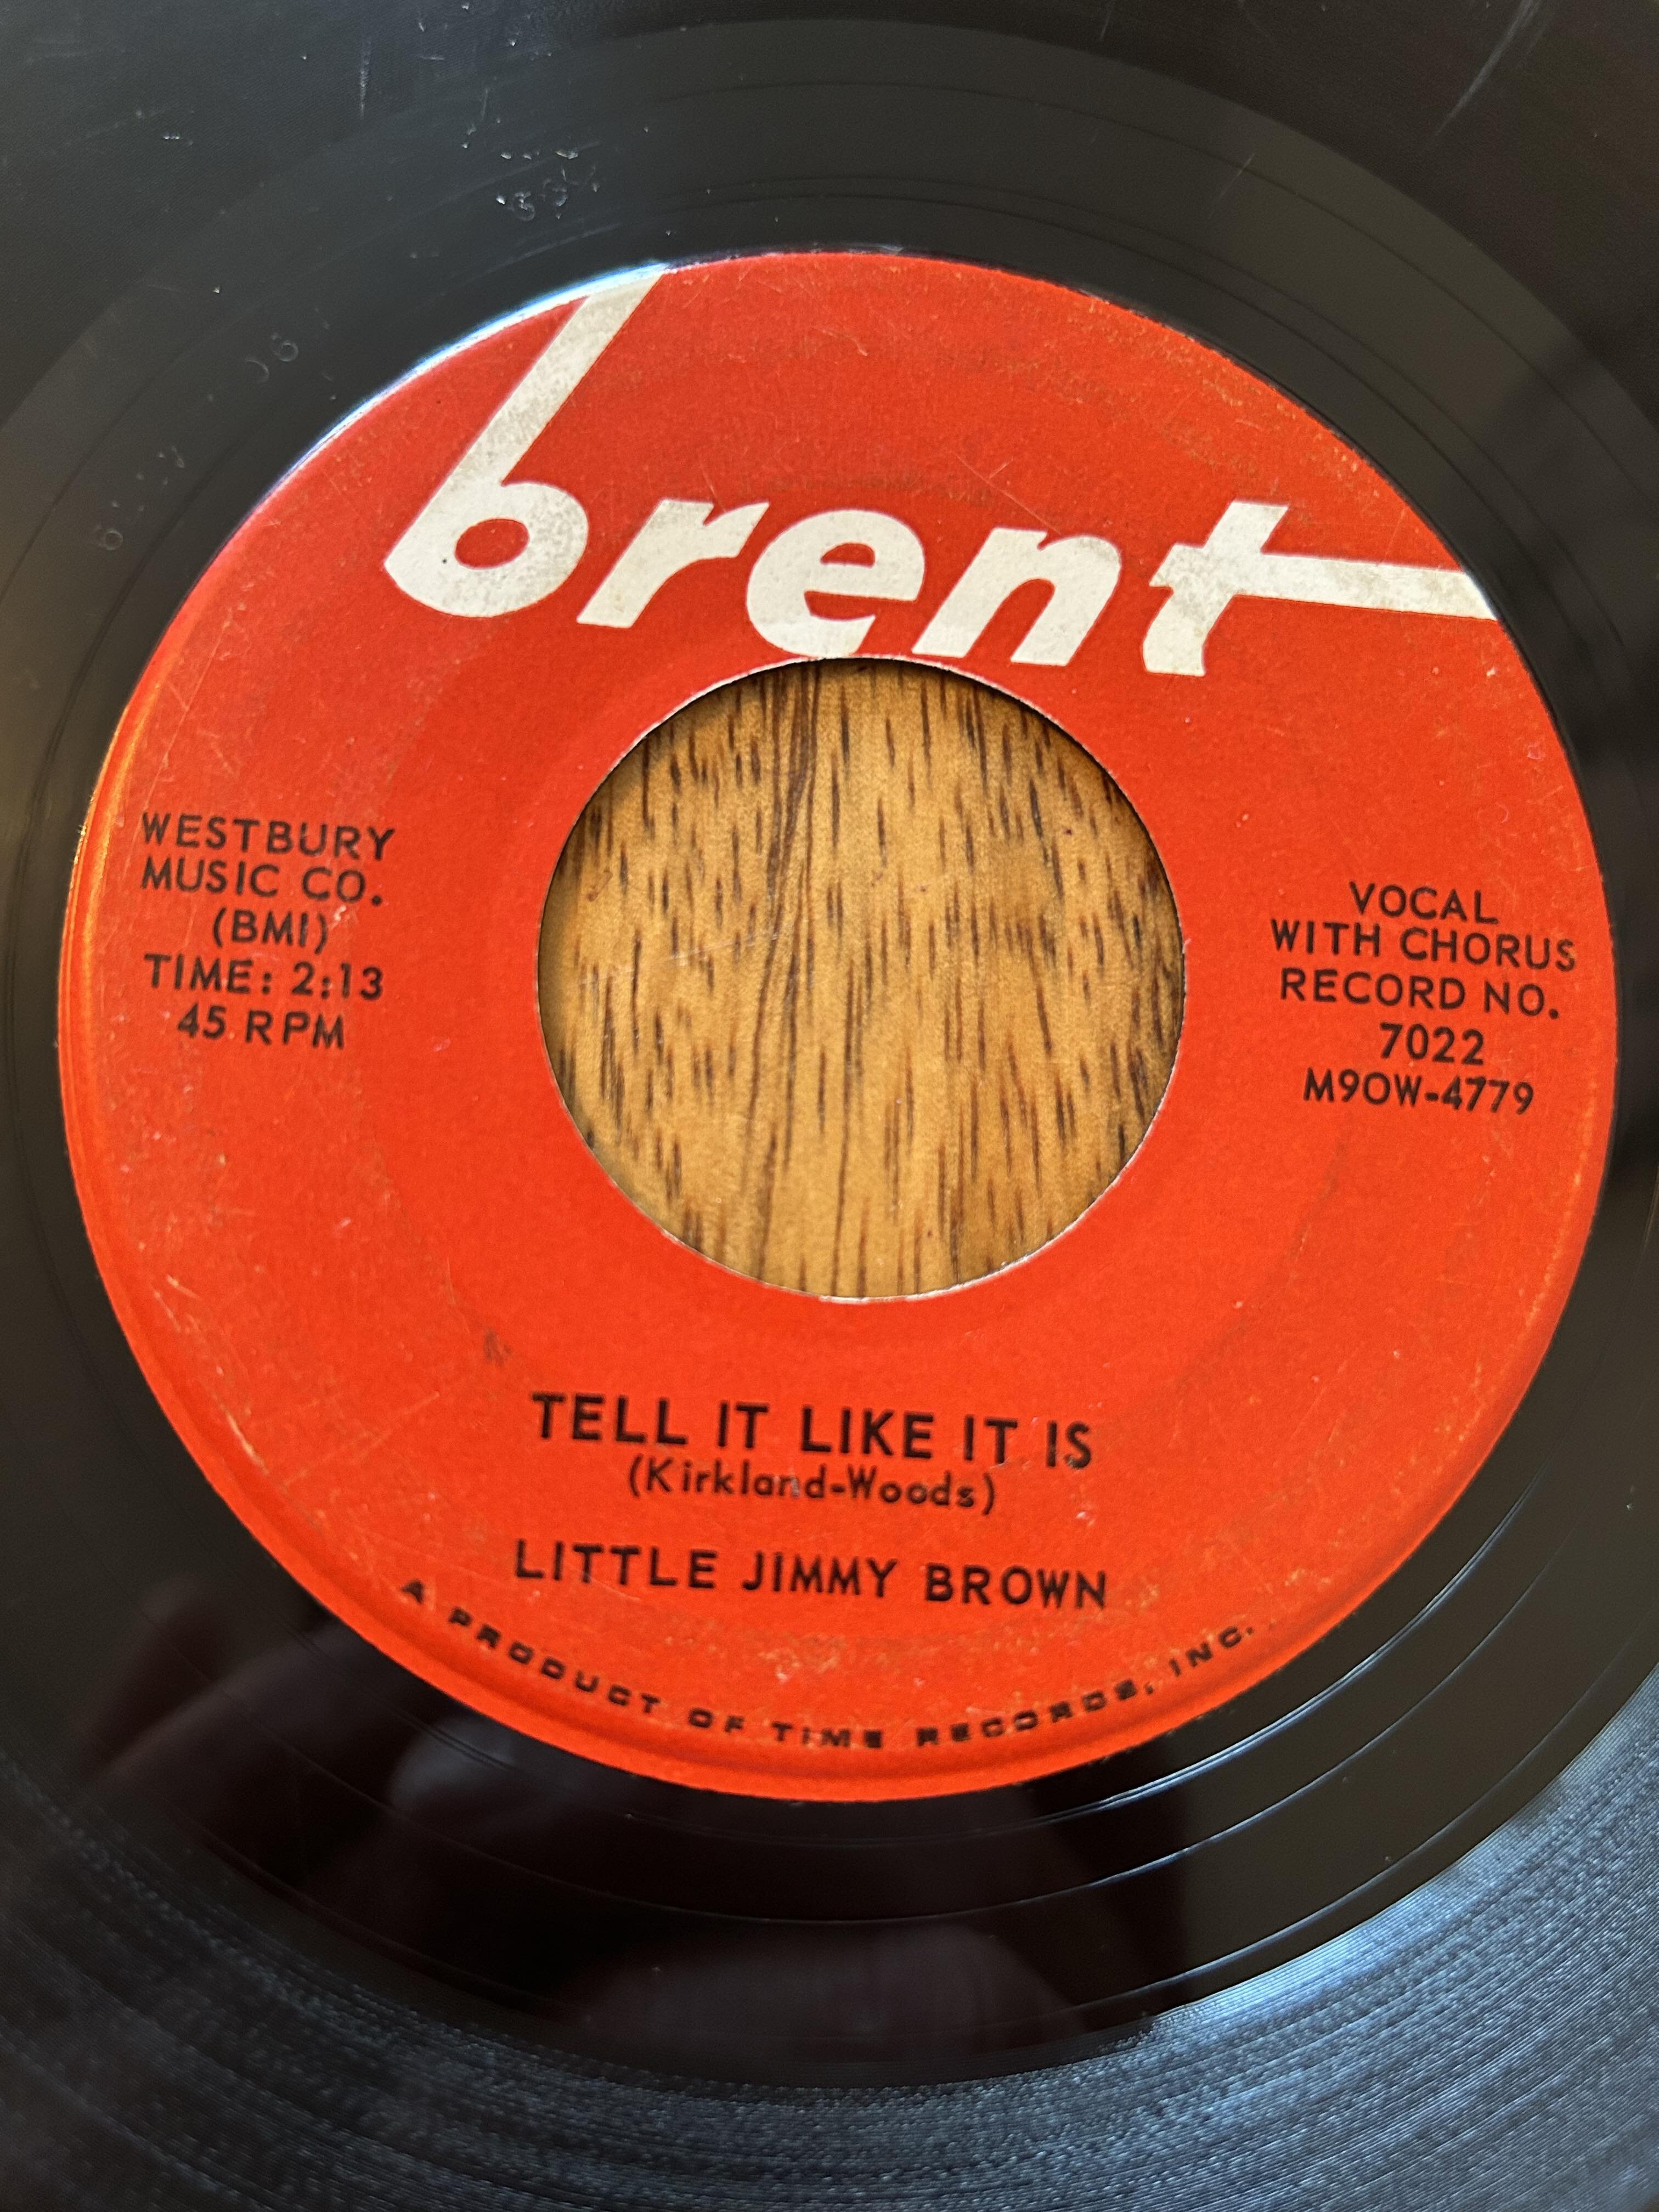 brent
WESTBURY
MUSIC CO.
(BMI)
TIME: 2:13
45 RPM
VOCAL
WITH CHORUS
RECORD NO.
7022
M9OW-4779
TELL IT LIKE IT IS
(Kirkland-Woods)
LITTLE JIMMY BROWN
A PRODUCT OF TIME RECORDS, INC.